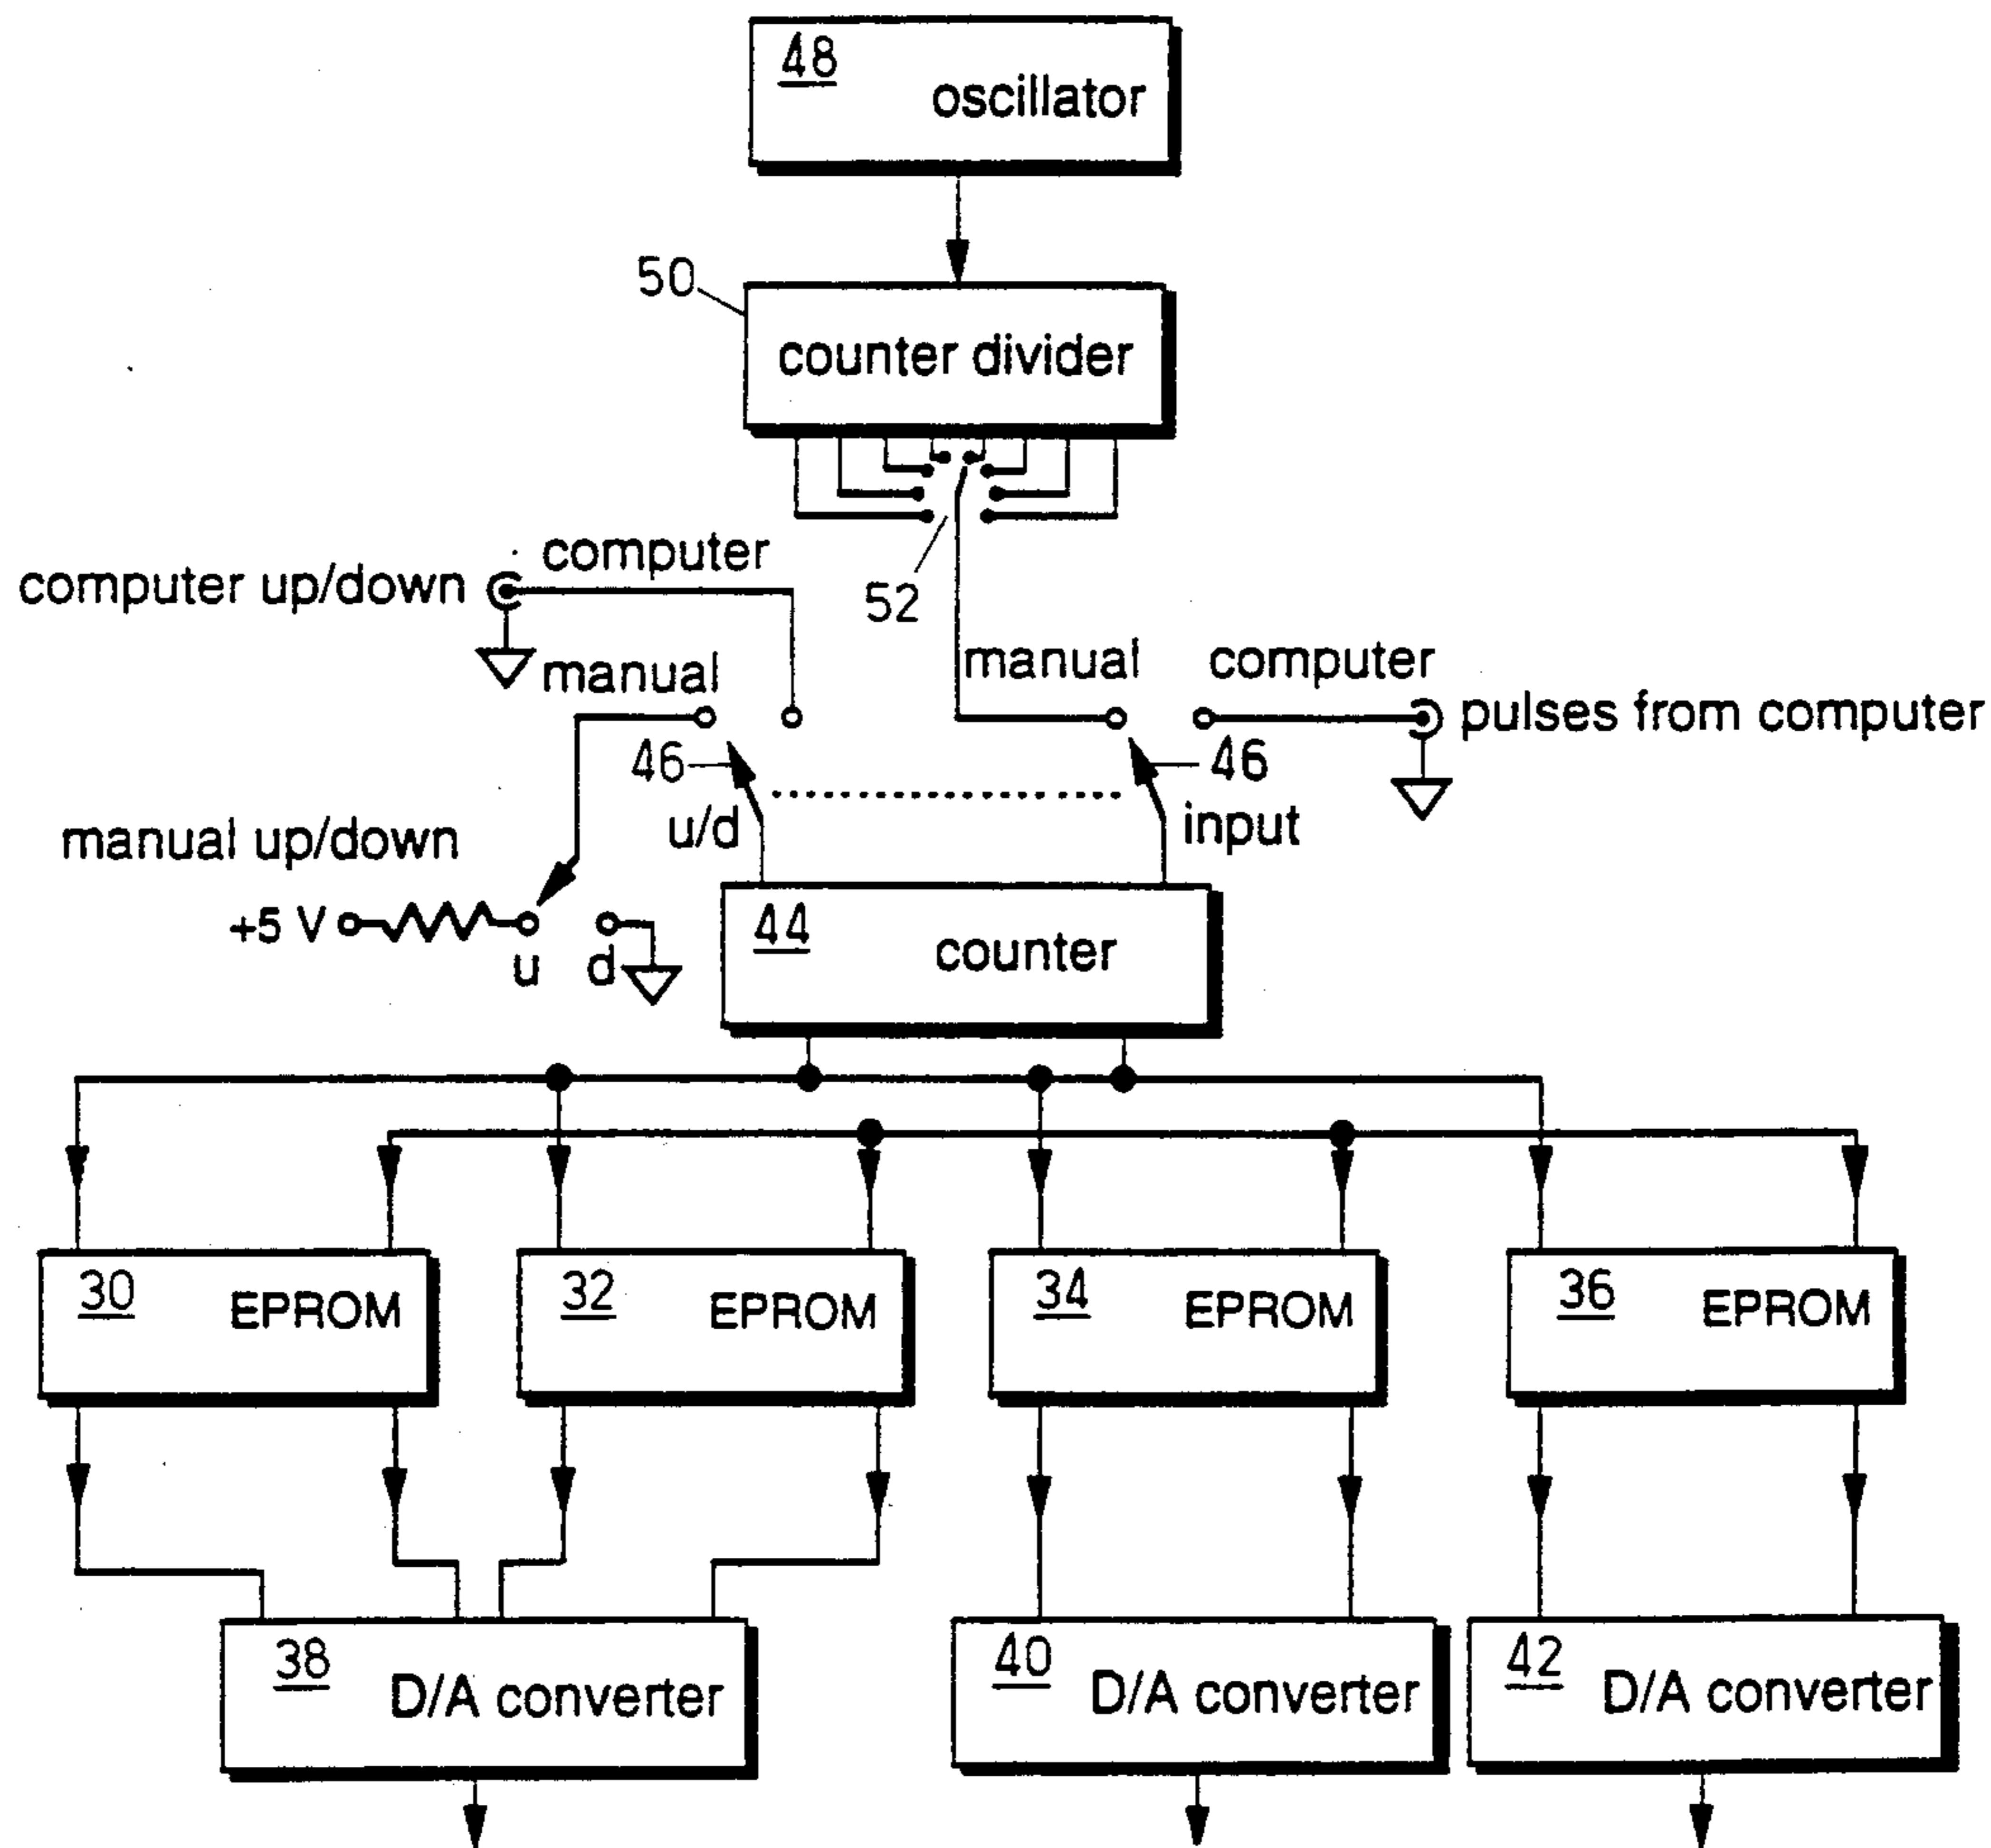 48
oscillator
50
counter divider
computer
computer up/down
52
manual
manual
computer
pulses from computer
46
46
u/d
input
manual up/down
+5 V
u
d
44
counter
30
EPROM
32
EPROM
34
EPROM
36
EPROM
38
D/A converter
40
D/A converter
42
D/A converter